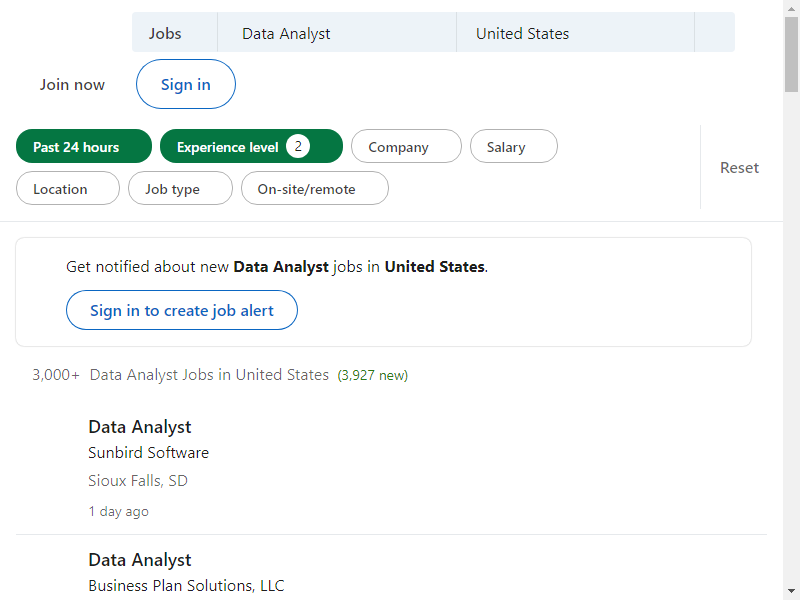 Jobs Data Analyst United States
Join now Sign in
Past 24 hours Experience level 2 Company Salary
Location Job type On-site/remote
Reset
Get notified about new Data Analyst jobs in United States.
Sign in to create job alert
3,000+ Data Analyst Jobs in United States (3,927 new)
Data Analyst
Sunbird Software
Sioux Falls, SD
1 day ago
Data Analyst
Business Plan Solutions, LLC